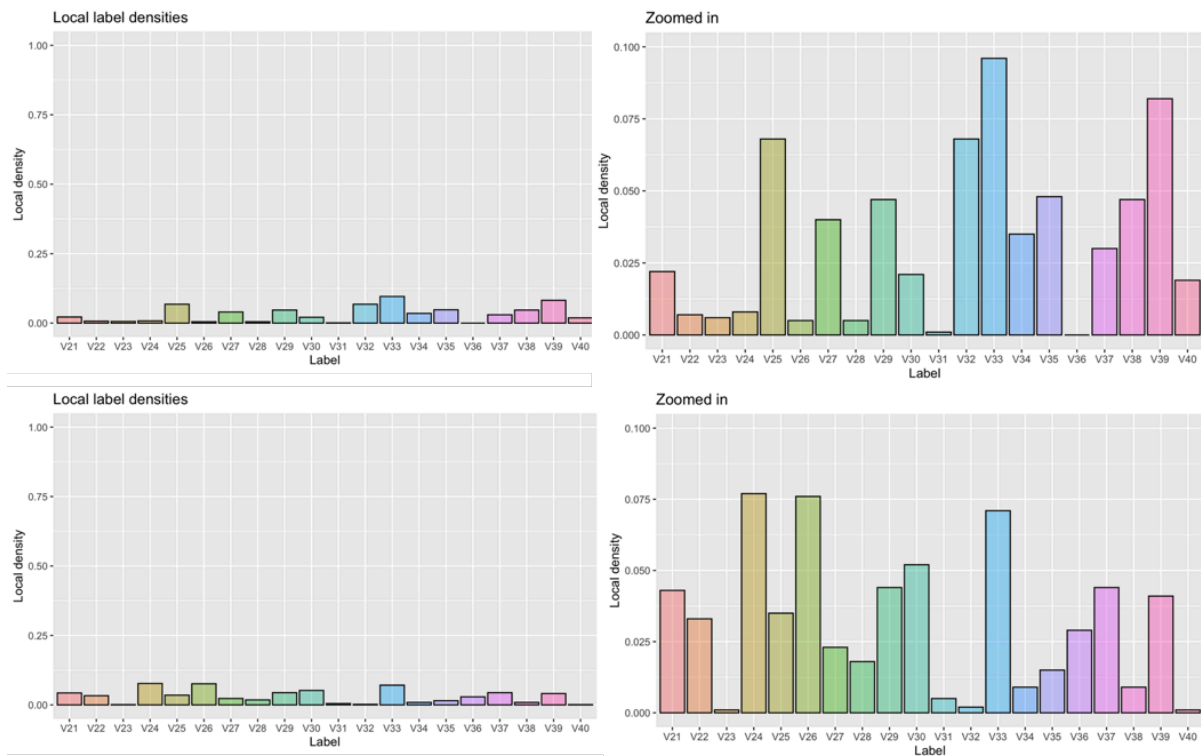 Local label densities
1.00
0.75
0.50
0.25
0.00
Local density
V21 V22 V23 V24 V25 V26 V27 V28 V29 V30 V31 V32 V33 V34 V35 V36 V37 V38 V39 V40
Label
Zoomed in
0.100
0.075
0.050
0.025
0.000
Local density
V21 V22 V23 V24 V25 V26 V27 V28 V29 V30 V31 V32 V33 V34 V35 V36 V37 V38 V39 V40
Label
Local label densities
1.00
0.75
0.50
0.25
0.00
Local density
V21 V22 V23 V24 V25 V26 V27 V28 V29 V30 V31 V32 V33 V34 V35 V36 V37 V38 V39 V40
Label
Zoomed in
0.100
0.075
0.050
0.025
0.000
Local density
V21 V22 V23 V24 V25 V26 V27 V28 V29 V30 V31 V32 V33 V34 V35 V36 V37 V38 V39 V40
Label